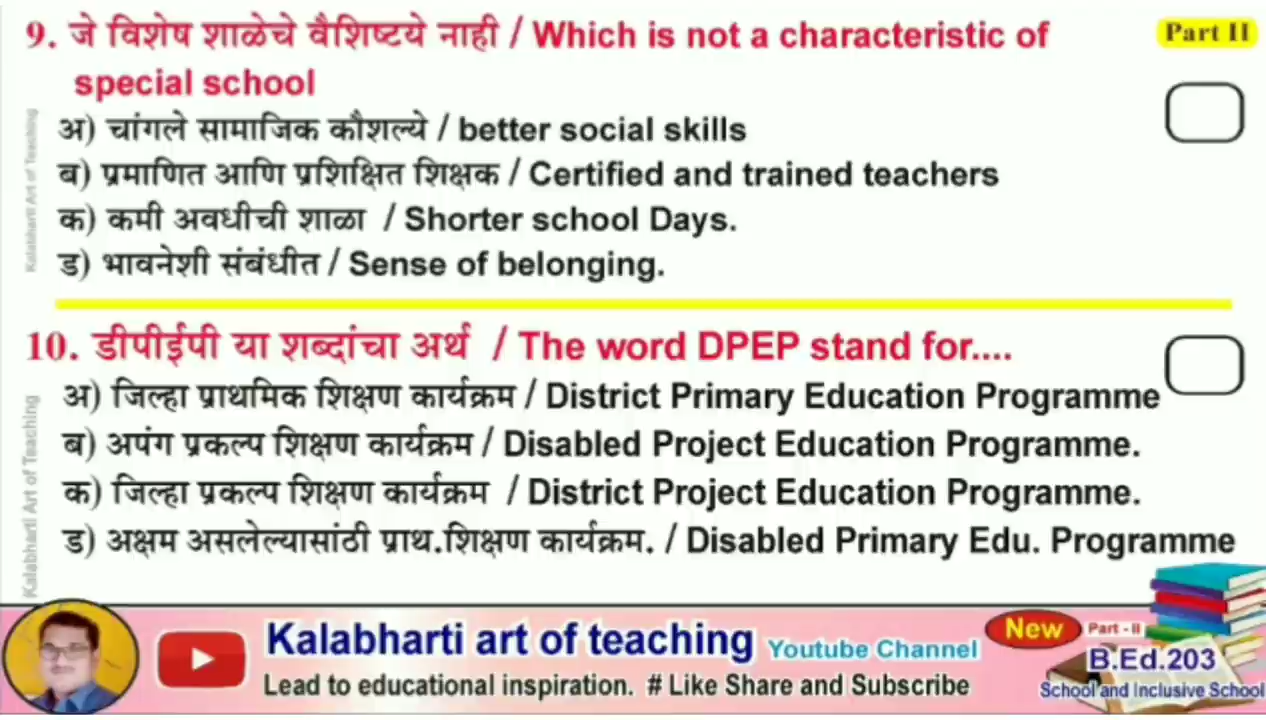 9. जे विशेष शाळेचे वैशिष्टये नाही / Which is not a characteristic of
Part II
special school
अ) चांगले सामाजिक कौशल्ये / better social skills
ब) प्रमाणित आणि प्रशिक्षित शिक्षक / Certified and trained teachers
क) कमी अवधीची शाळा / Shorter school Days.
ड) भावनेशी संबंधीत / Sense of belonging.
Kalabharti Art of Teaching
10. डीपीईपी या शब्दांचा अर्थ / The word DPEP stand for....
अ) जिल्हा प्राथमिक शिक्षण कार्यक्रम / District Primary Education Programme
ब) अपंग प्रकल्प शिक्षण कार्यक्रम / Disabled Project Education Programme.
क) जिल्हा प्रकल्प शिक्षण कार्यक्रम / District Project Education Programme.
ड) अक्षम असलेल्यासांठी प्राथ.शिक्षण कार्यक्रम. / Disabled Primary Edu. Programme
Kalabharti Art of Teaching
Kalabharti art of teaching Youtube Channel
Lead to educational inspiration. # Like Share and Subscribe
New Part - II
B.Ed.203
School and Inclusive School